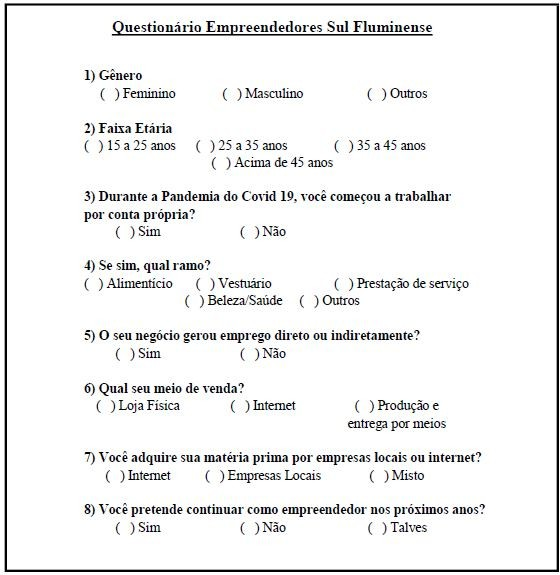 Questionário Empreendedores Sul Fluminense
1) Gênero
( ) Feminino ( ) Masculino ( ) Outros
2) Faixa Etária
( ) 15 a 25 anos ( ) 25 a 35 anos ( ) 35 a 45 anos
( ) Acima de 45 anos
3) Durante a Pandemia do Covid 19, você começou a trabalhar
por conta própria?
( ) Sim ( ) Não
4) Se sim, qual ramo?
( ) Alimentício ( ) Vestuário ( ) Prestação de serviço
( ) Beleza/Saúde ( ) Outros
5) O seu negócio gerou emprego direto ou indiretamente?
( ) Sim ( ) Não
6) Qual seu meio de venda?
( ) Loja Física ( ) Internet ( ) Produção e
entrega por meios
7) Você adquire sua matéria prima por empresas locais ou internet?
( ) Internet ( ) Empresas Locais ( ) Misto
8) Você pretende continuar como empreendedor nos próximos anos?
( ) Sim ( ) Não ( ) Talves